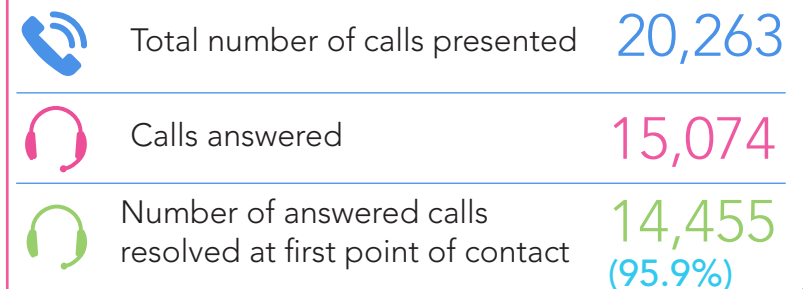 Total number of calls presented 20,263
Calls answered 15,074
Number of answered calls 14,455
resolved at first point of contact (95.9%)